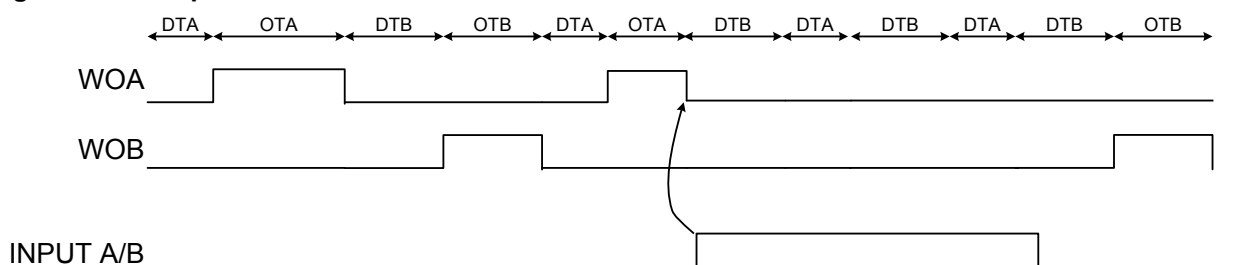 DTA OTA DTB OTB DTA OTA DTB DTA DTB DTA DTB OTB
WOA
WOB
INPUT A/B